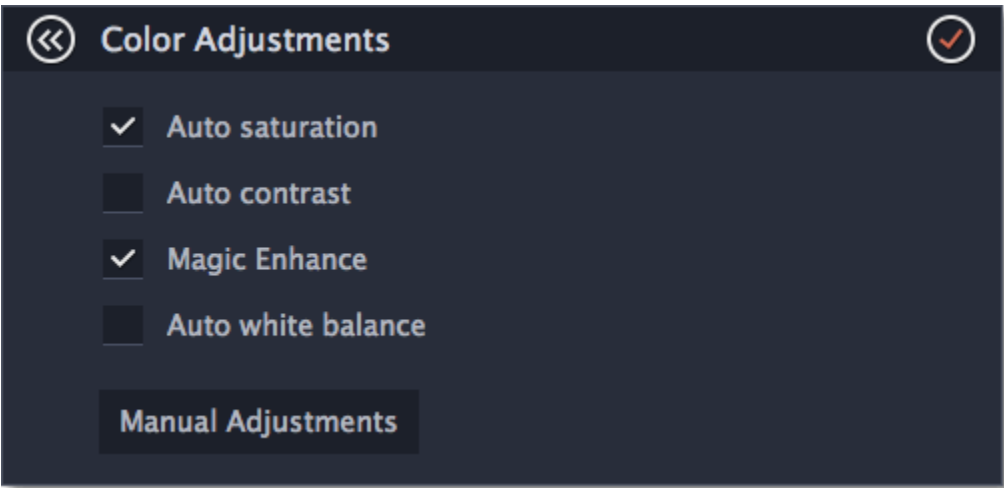 Color Adjustments
Auto saturation
Auto contrast
Magic Enhance
Auto white balance
Manual Adjustments